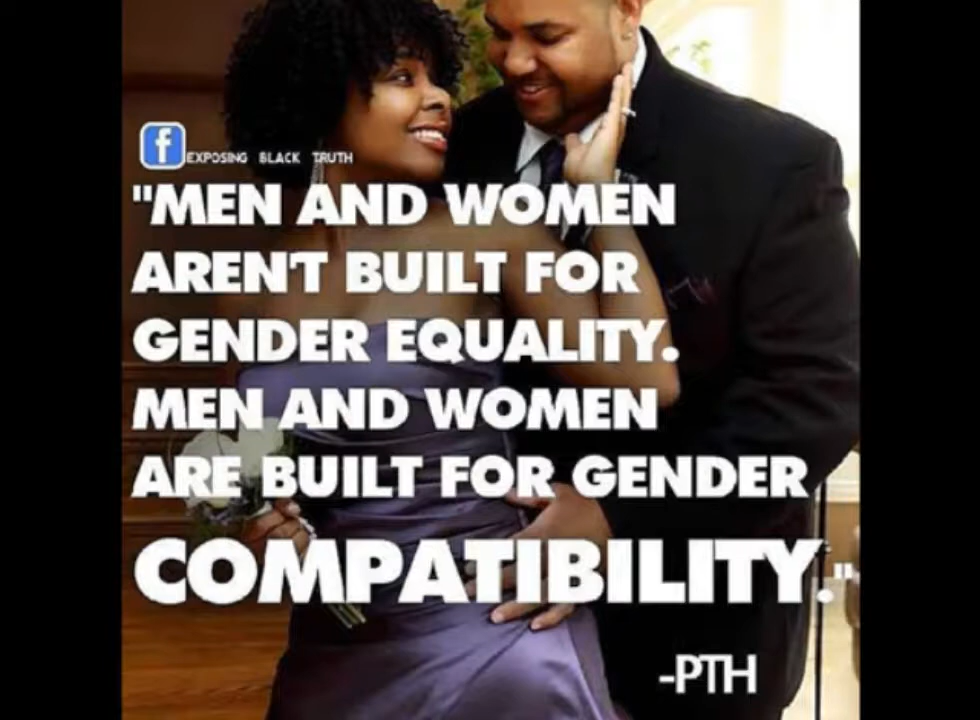 f
EXPOSING BLACK TRUTH
"MEN AND WOMEN
AREN'T BUILT FOR
GENDER EQUALITY.
MEN AND WOMEN
ARE BUILT FOR GENDER
COMPATIBILITY."
-PTH